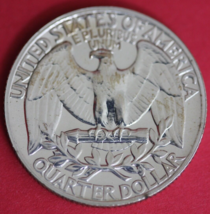 UNITED STATES OF AMERICA
E PLURIBUS
UNUM
QUARTER DOLLAR